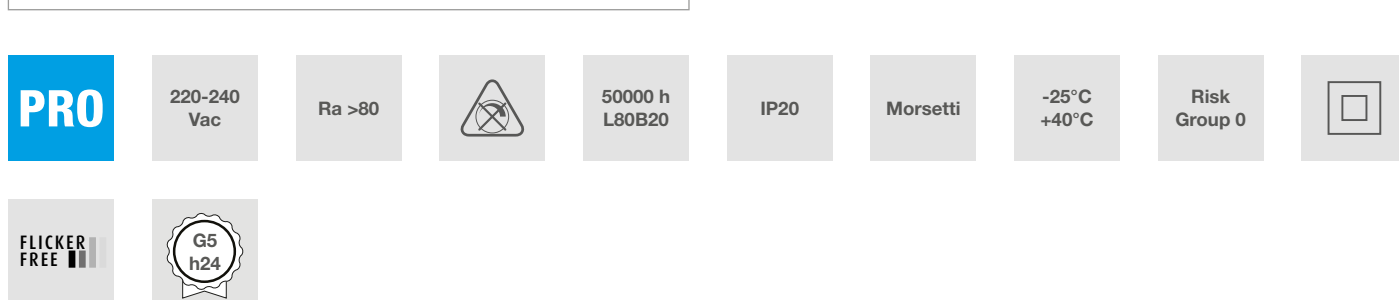 PRO
220-240
Vac
Ra >80
50000 h
L80B20
IP20
Morsetti
-25°C
+40°C
Risk
Group 0
FLICKER
FREE
G5
h24